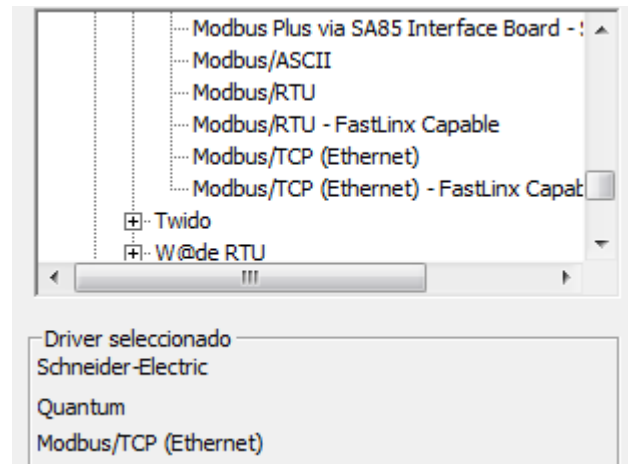 Modbus Plus via SA85 Interface Board -
Modbus/ASCII
Modbus/RTU
Modbus/RTU - FastLinx Capable
Modbus/TCP (Ethernet)
Modbus/TCP (Ethernet) - FastLinx Capab
Twido
W@de RTU
Driver seleccionado
Schneider-Electric
Quantum
Modbus/TCP (Ethernet)